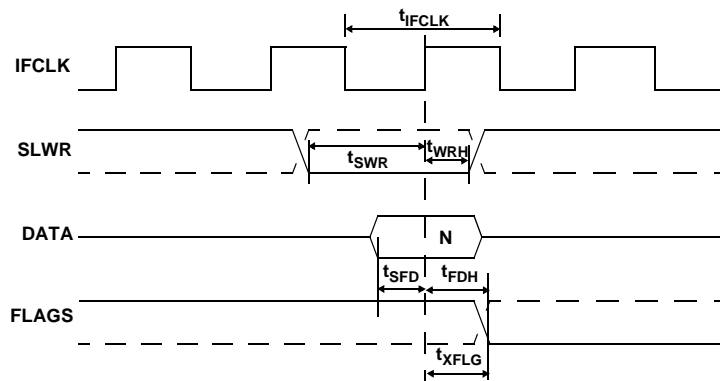 tIFCLK
IFCLK
SLWR
tSWR
tWRH
DATA
N
tSFD
tFDH
FLAGS
tXFLG